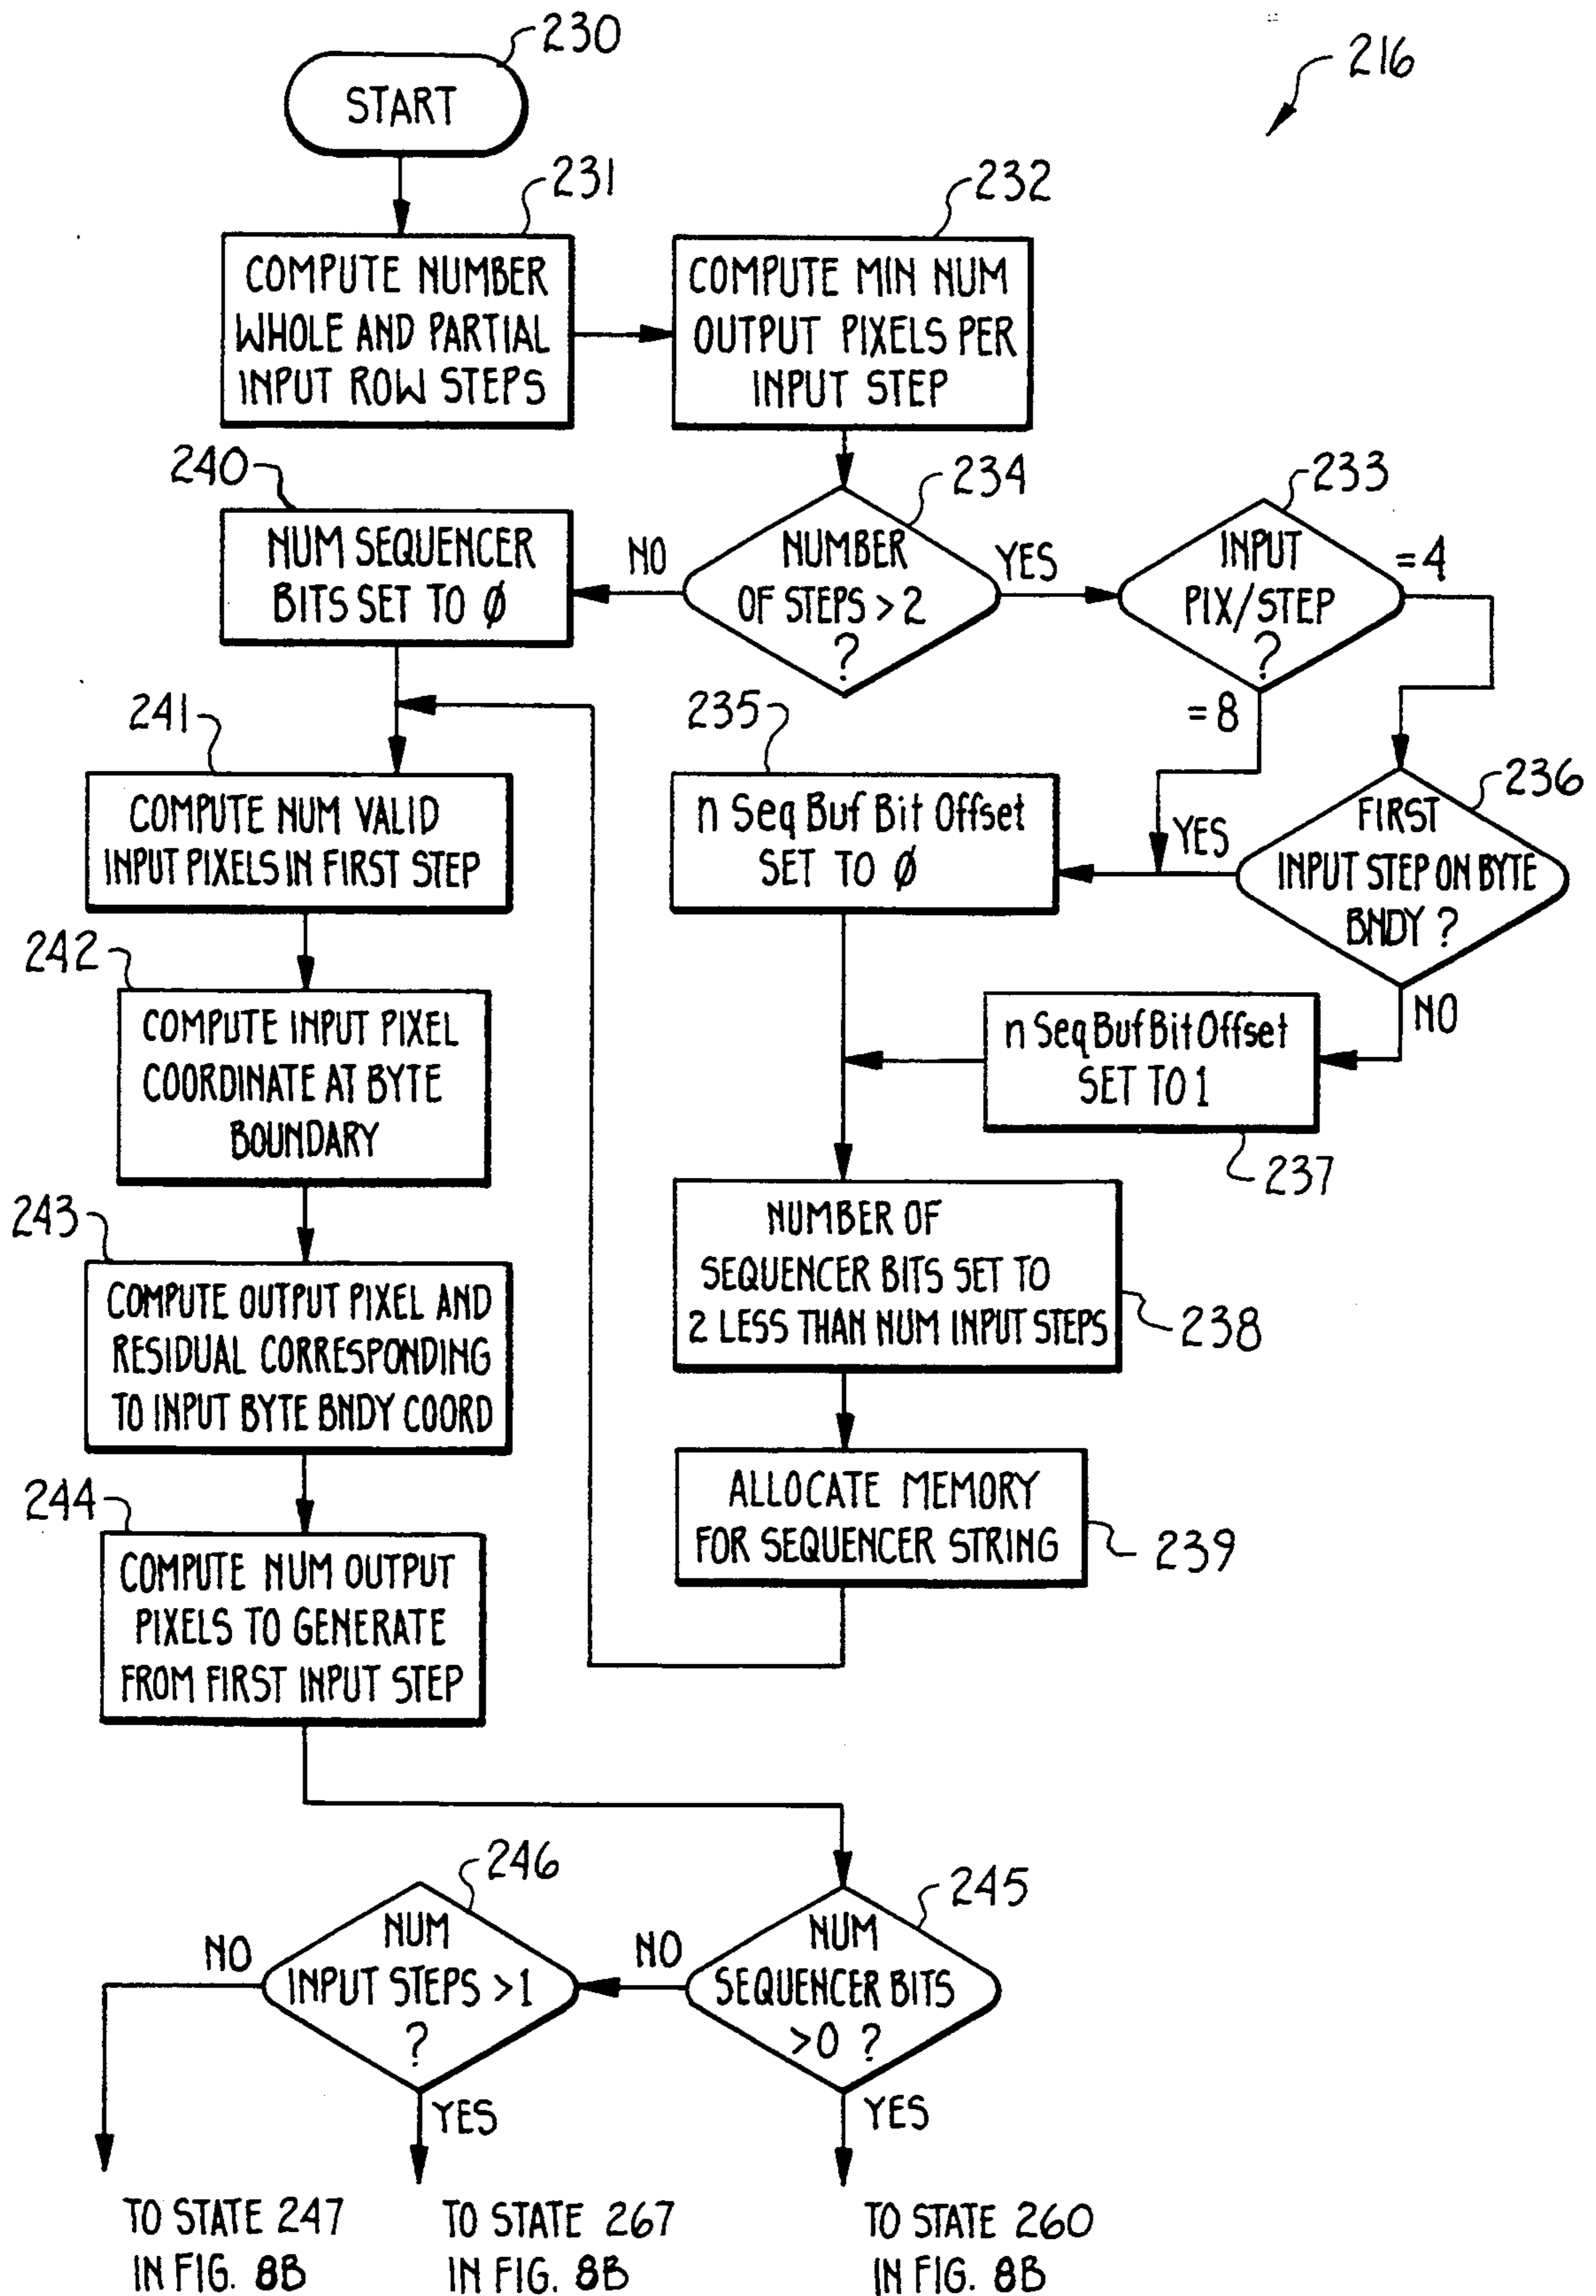 230
START
216
231
COMPUTE NUMBER
WHOLE AND PARTIAL
INPUT ROW STEPS
232
COMPUTE MIN NUM
OUTPUT PIXELS PER
INPUT STEP
240
NUM SEQUENCER
BITS SET TO Ø
NO
234
NUMBER
OF STEPS > 2
?
YES
233
INPUT
PIX/STEP
?
=4
=8
241
COMPUTE NUM VALID
INPUT PIXELS IN FIRST STEP
235
n Seq Buf Bit Offset
SET TO Ø
YES
236
FIRST
INPUT STEP ON BYTE
BNDY ?
NO
242
COMPUTE INPUT PIXEL
COORDINATE AT BYTE
BOUNDARY
n Seq Buf Bit Offset
SET TO 1
237
243
COMPUTE OUTPUT PIXEL AND
RESIDUAL CORRESPONDING
TO INPUT BYTE BNDY COORD
NUMBER OF
SEQUENCER BITS SET TO
2 LESS THAN NUM INPUT STEPS
238
244
COMPUTE NUM OUTPUT
PIXELS TO GENERATE
FROM FIRST INPUT STEP
ALLOCATE MEMORY
FOR SEQUENCER STRING
239
246
NUM
INPUT STEPS >1
?
NO
YES
245
NUM
SEQUENCER BITS
>0 ?
NO
YES
TO STATE 247
IN FIG. 8B
TO STATE 267
IN FIG. 8B
TO STATE 260
IN FIG. 8B